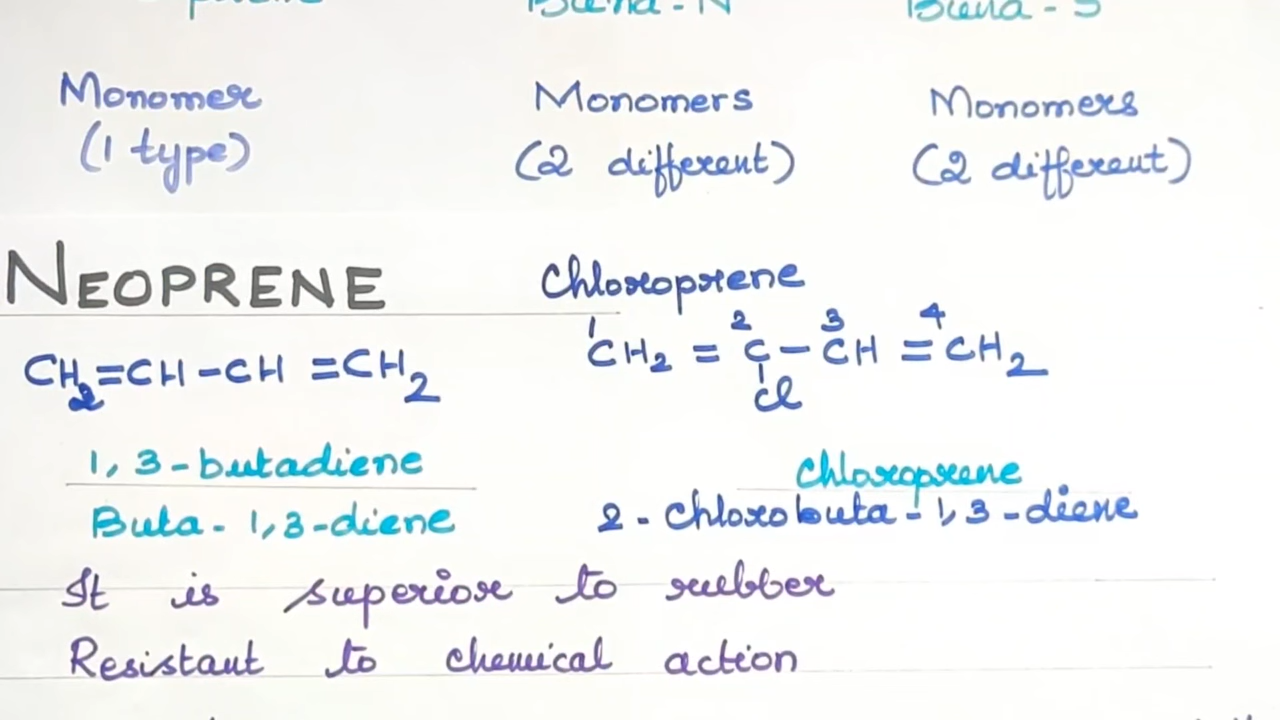 Buna - N Buna - S
Monomer Monomers Monomers
(1 type) (2 different) (2 different)
NEOPRENE Chloroprene
1 2 3 4
CH2=CH-CH=CH2 CH2 = C - CH = CH2
Cl
1,3-butadiene Chloroprene
Buta-1,3-diene 2-Chlorobuta-1,3-diene
It is superior to rubber
Resistant to chemical action